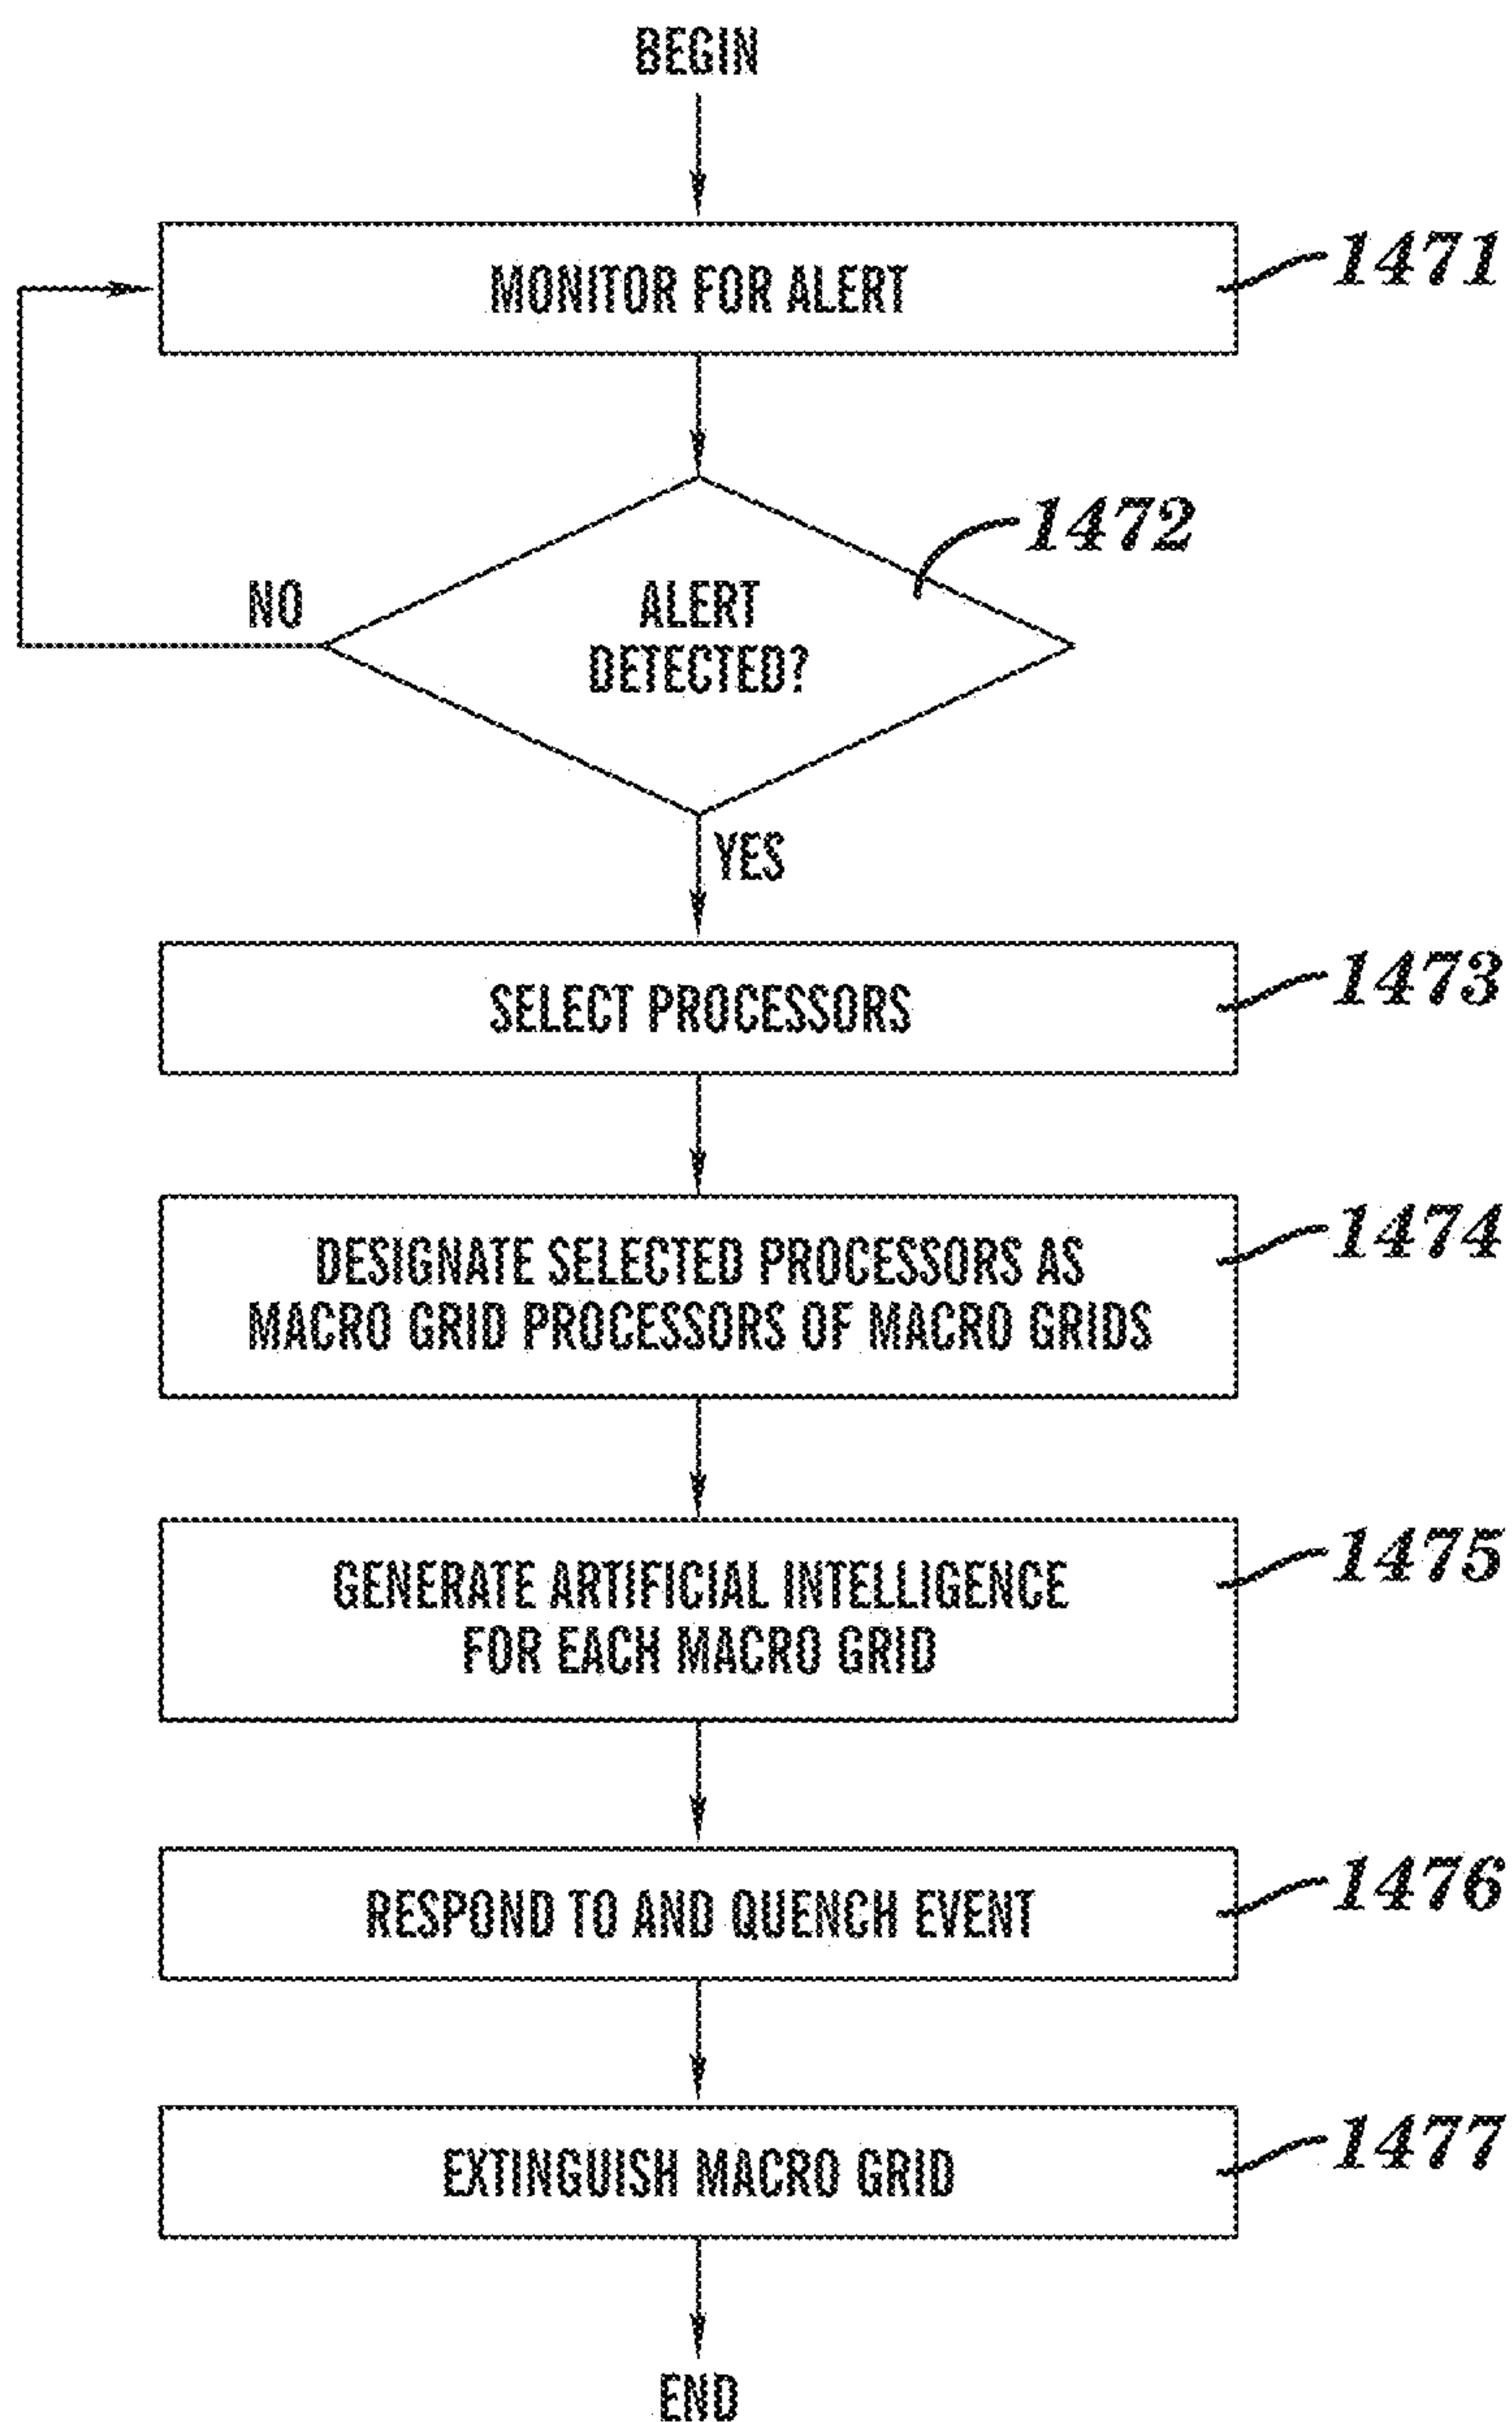 BEGIN
MONITOR FOR ALERT
1471
1472
ALERT
DETECTED?
NO
YES
SELECT PROCESSORS
1473
DESIGNATE SELECTED PROCESSORS AS
MACRO GRID PROCESSORS OF MACRO GRIDS
1474
GENERATE ARTIFICIAL INTELLIGENCE
FOR EACH MACRO GRID
1475
RESPOND TO AND QUENCH EVENT
1476
EXTINGUISH MACRO GRID
1477
END